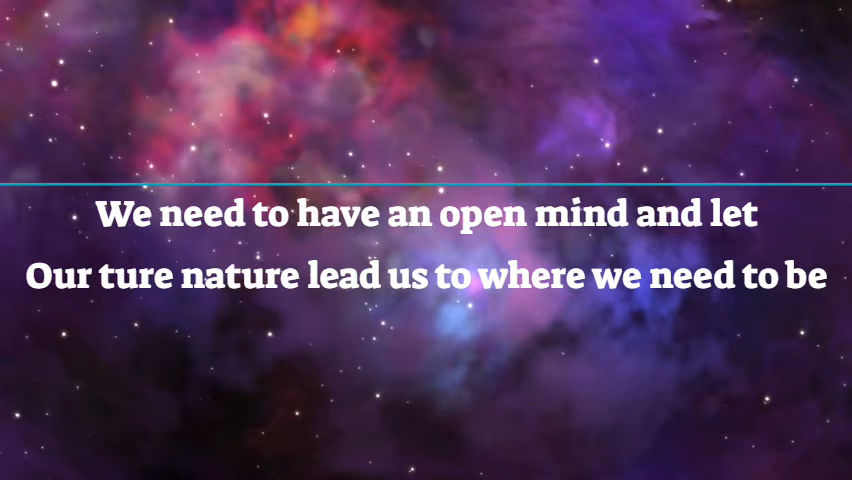 We need to have an open mind and let
Our ture nature lead us to where we need to be